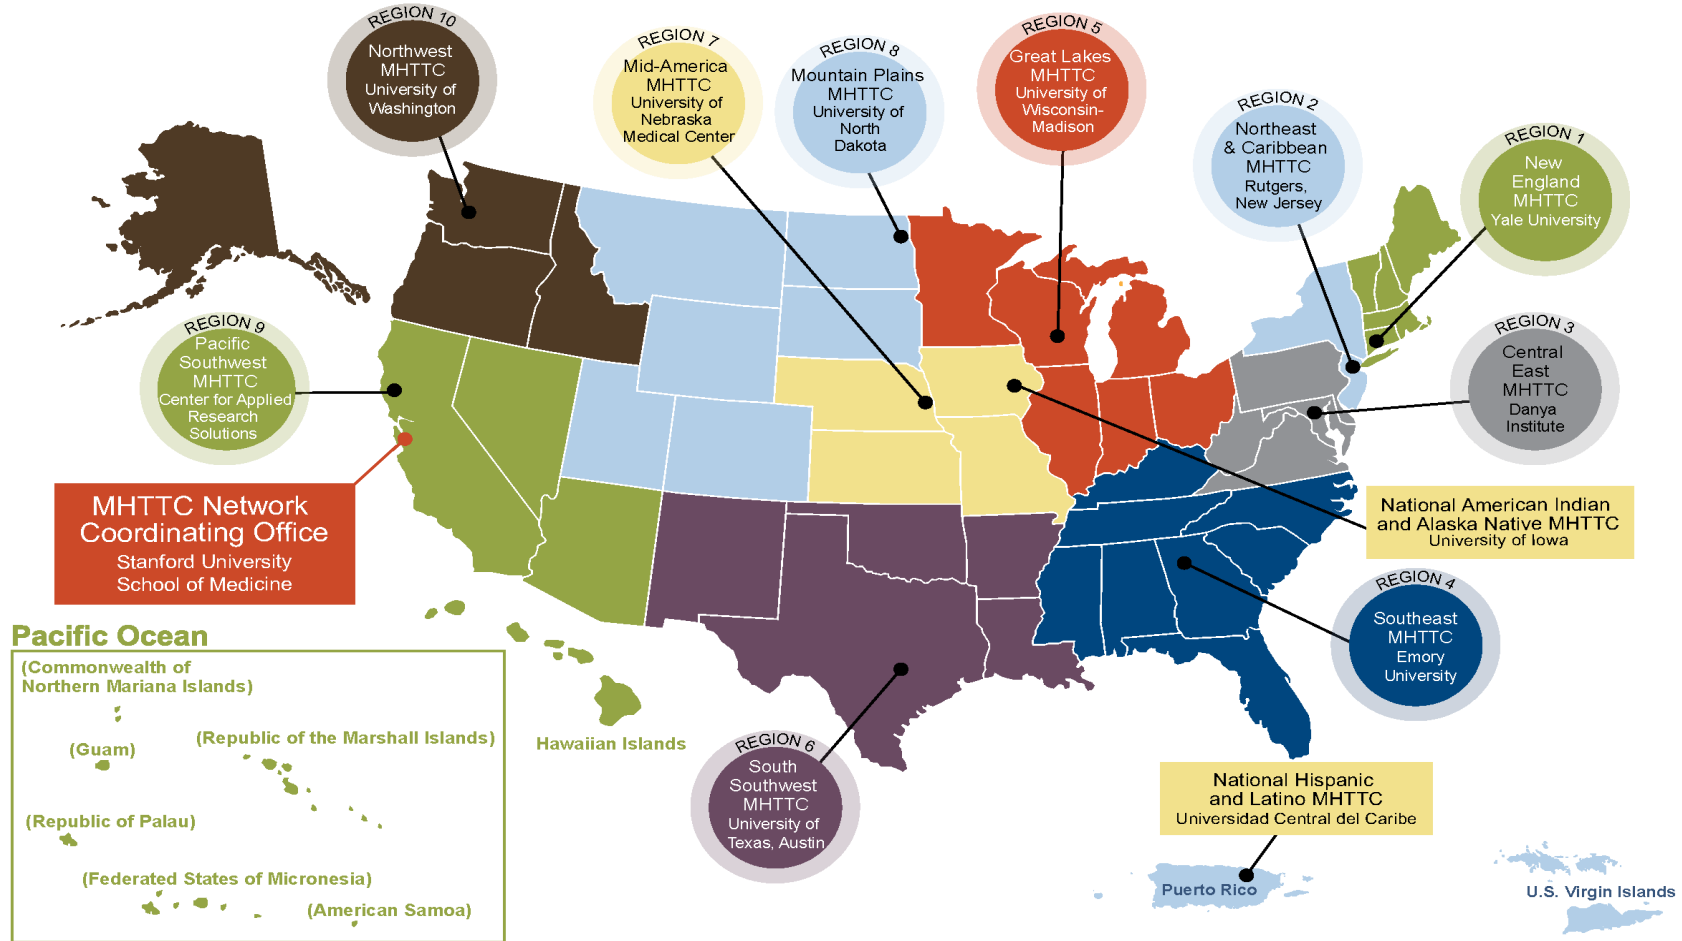 REGION 10
Northwest
MHTTC
University of
Washington
REGION 7
Mid-America
MHTTC
University of
Nebraska
Medical Center
REGION 8
Mountain Plains
MHTTC
University of
North
Dakota
REGION 5
Great Lakes
MHTTC
University of
Wisconsin-
Madison
REGION 2
Northeast
& Caribbean
MHTTC
Rutgers,
New Jersey
REGION 1
New
England
MHTTC
Yale University
REGION 9
Pacific
Southwest
MHTTC
Center for Applied
Research
Solutions
REGION 3
Central
East
MHTTC
Danya
Institute
MHTTC Network
Coordinating Office
Stanford University
School of Medicine
National American Indian
and Alaska Native MHTTC
University of Iowa
REGION 4
Southeast
MHTTC
Emory
University
Pacific Ocean
(Commonwealth of
Northern Mariana Islands)
(Guam)
(Republic of the Marshall Islands)
(Republic of Palau)
(Federated States of Micronesia)
(American Samoa)
Hawaiian Islands
REGION 6
South
Southwest
MHTTC
University of
Texas, Austin
National Hispanic
and Latino MHTTC
Universidad Central del Caribe
Puerto Rico
U.S. Virgin Islands